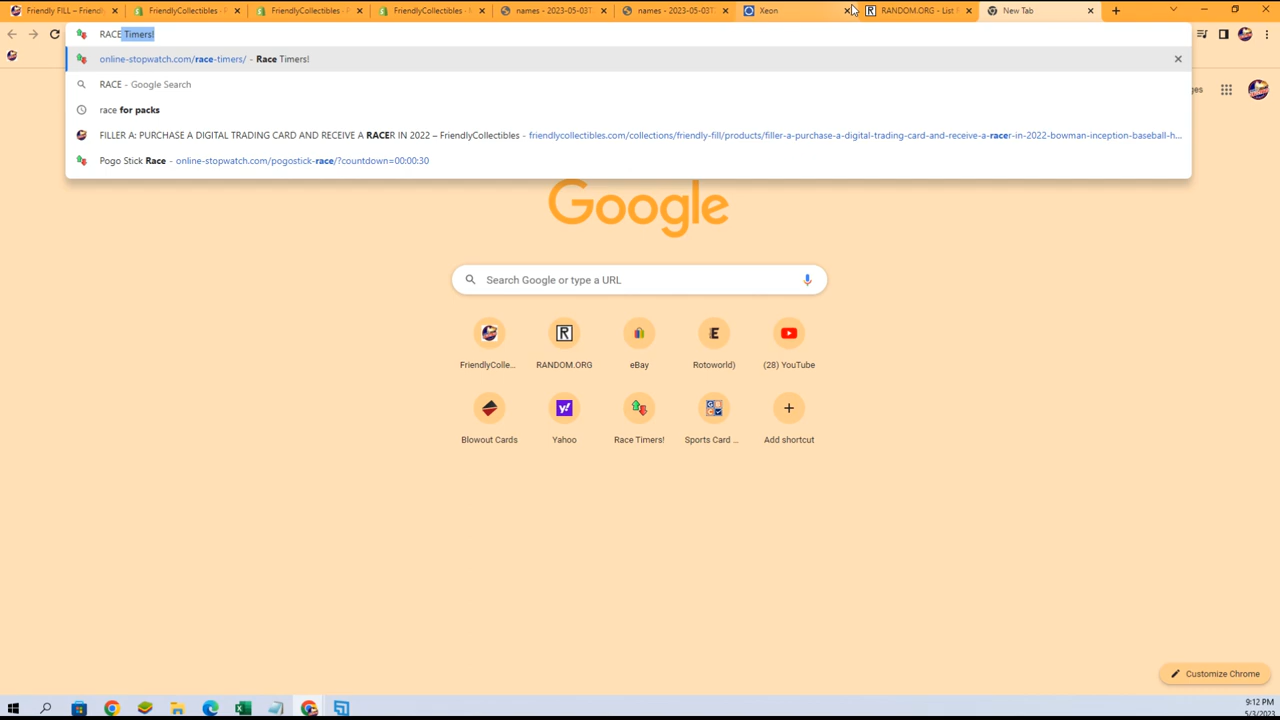 Friendly FILL – Friendl
FriendlyCollectibles - F
FriendlyCollectibles -
FriendlyCollectibles -
names - 2023-05-03T
names - 2023-05-03T
Xeon
RANDOM.ORG - List
New Tab
RACE Timers!
online-stopwatch.com/race-timers/ - Race Timers!
RACE - Google Search
race for packs
FILLER A: PURCHASE A DIGITAL TRADING CARD AND RECEIVE A RACER IN 2022 – FriendlyCollectibles - friendlycollectibles.com/collections/friendly-fill/products/filler-a-purchase-a-digital-trading-card-and-receive-a-racer-in-2022-bowman-inception-baseball-h...
Pogo Stick Race - online-stopwatch.com/pogostick-race/?countdown=00:00:30
ges
Google
Search Google or type a URL
FriendlyColle...
RANDOM.ORG
eBay
Rotoworld)
(28) YouTube
Blowout Cards
Yahoo
Race Timers!
Sports Card ...
Add shortcut
Customize Chrome
9:12 PM
5/3/2023